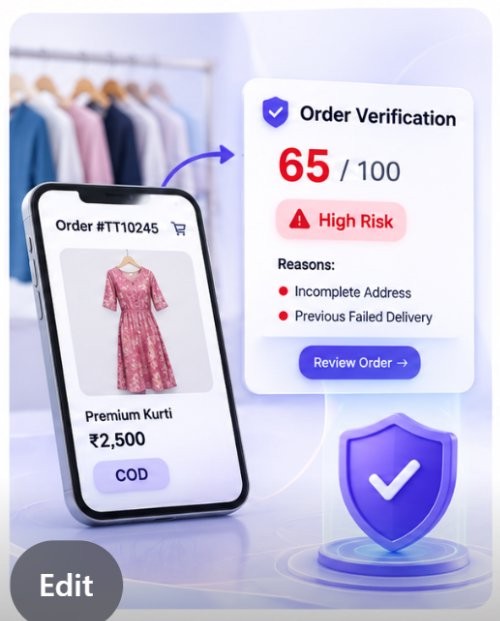 Order #TT10245
Premium Kurti
₹2,500
COD
Order Verification
65 / 100
High Risk
Reasons:
Incomplete Address
Previous Failed Delivery
Review Order →
Edit